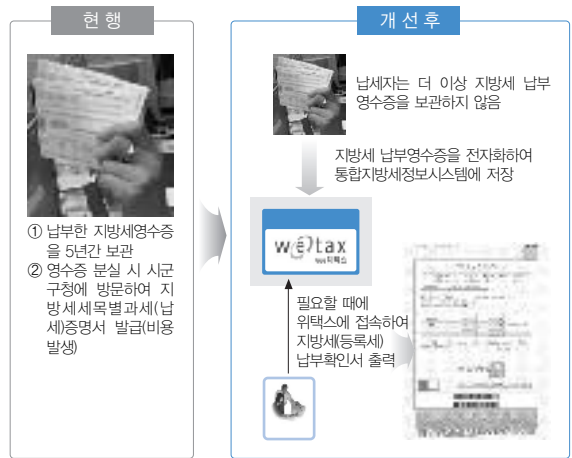 현 행
① 납부한 지방세영수증
을 5년간 보관
② 영수증 분실 시 시군
구청에 방문하여 지
방세세목별과세(납
세)증명서 발급(비용
발생)
개 선 후
납세자는 더 이상 지방세 납부
영수증을 보관하지 않음
지방세 납부영수증을 전자화하여
통합지방세정보시스템에 저장
wetax
위택스
필요할 때에
위택스에 접속하여
지방세(등록세)
납부확인서 출력